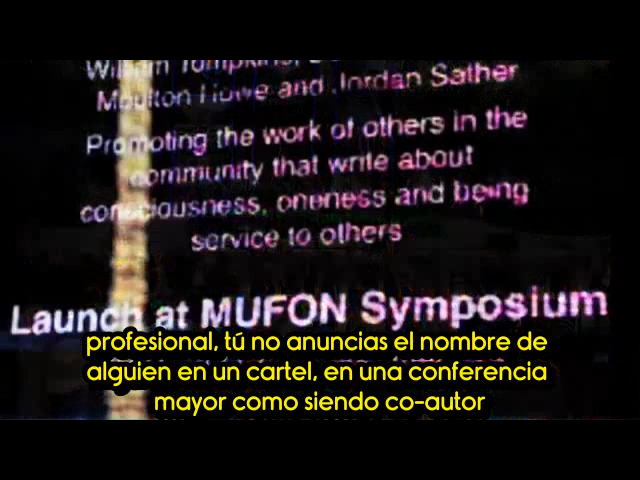 William Tompkins,
Moulton Howe and Jordan Sather
Promoting the work of others in the
community that write about
consciousness, oneness and being
service to others
Launch at MUFON Symposium
profesional, tú no anuncias el nombre de
alguien en un cartel, en una conferencia
mayor como siendo co-autor